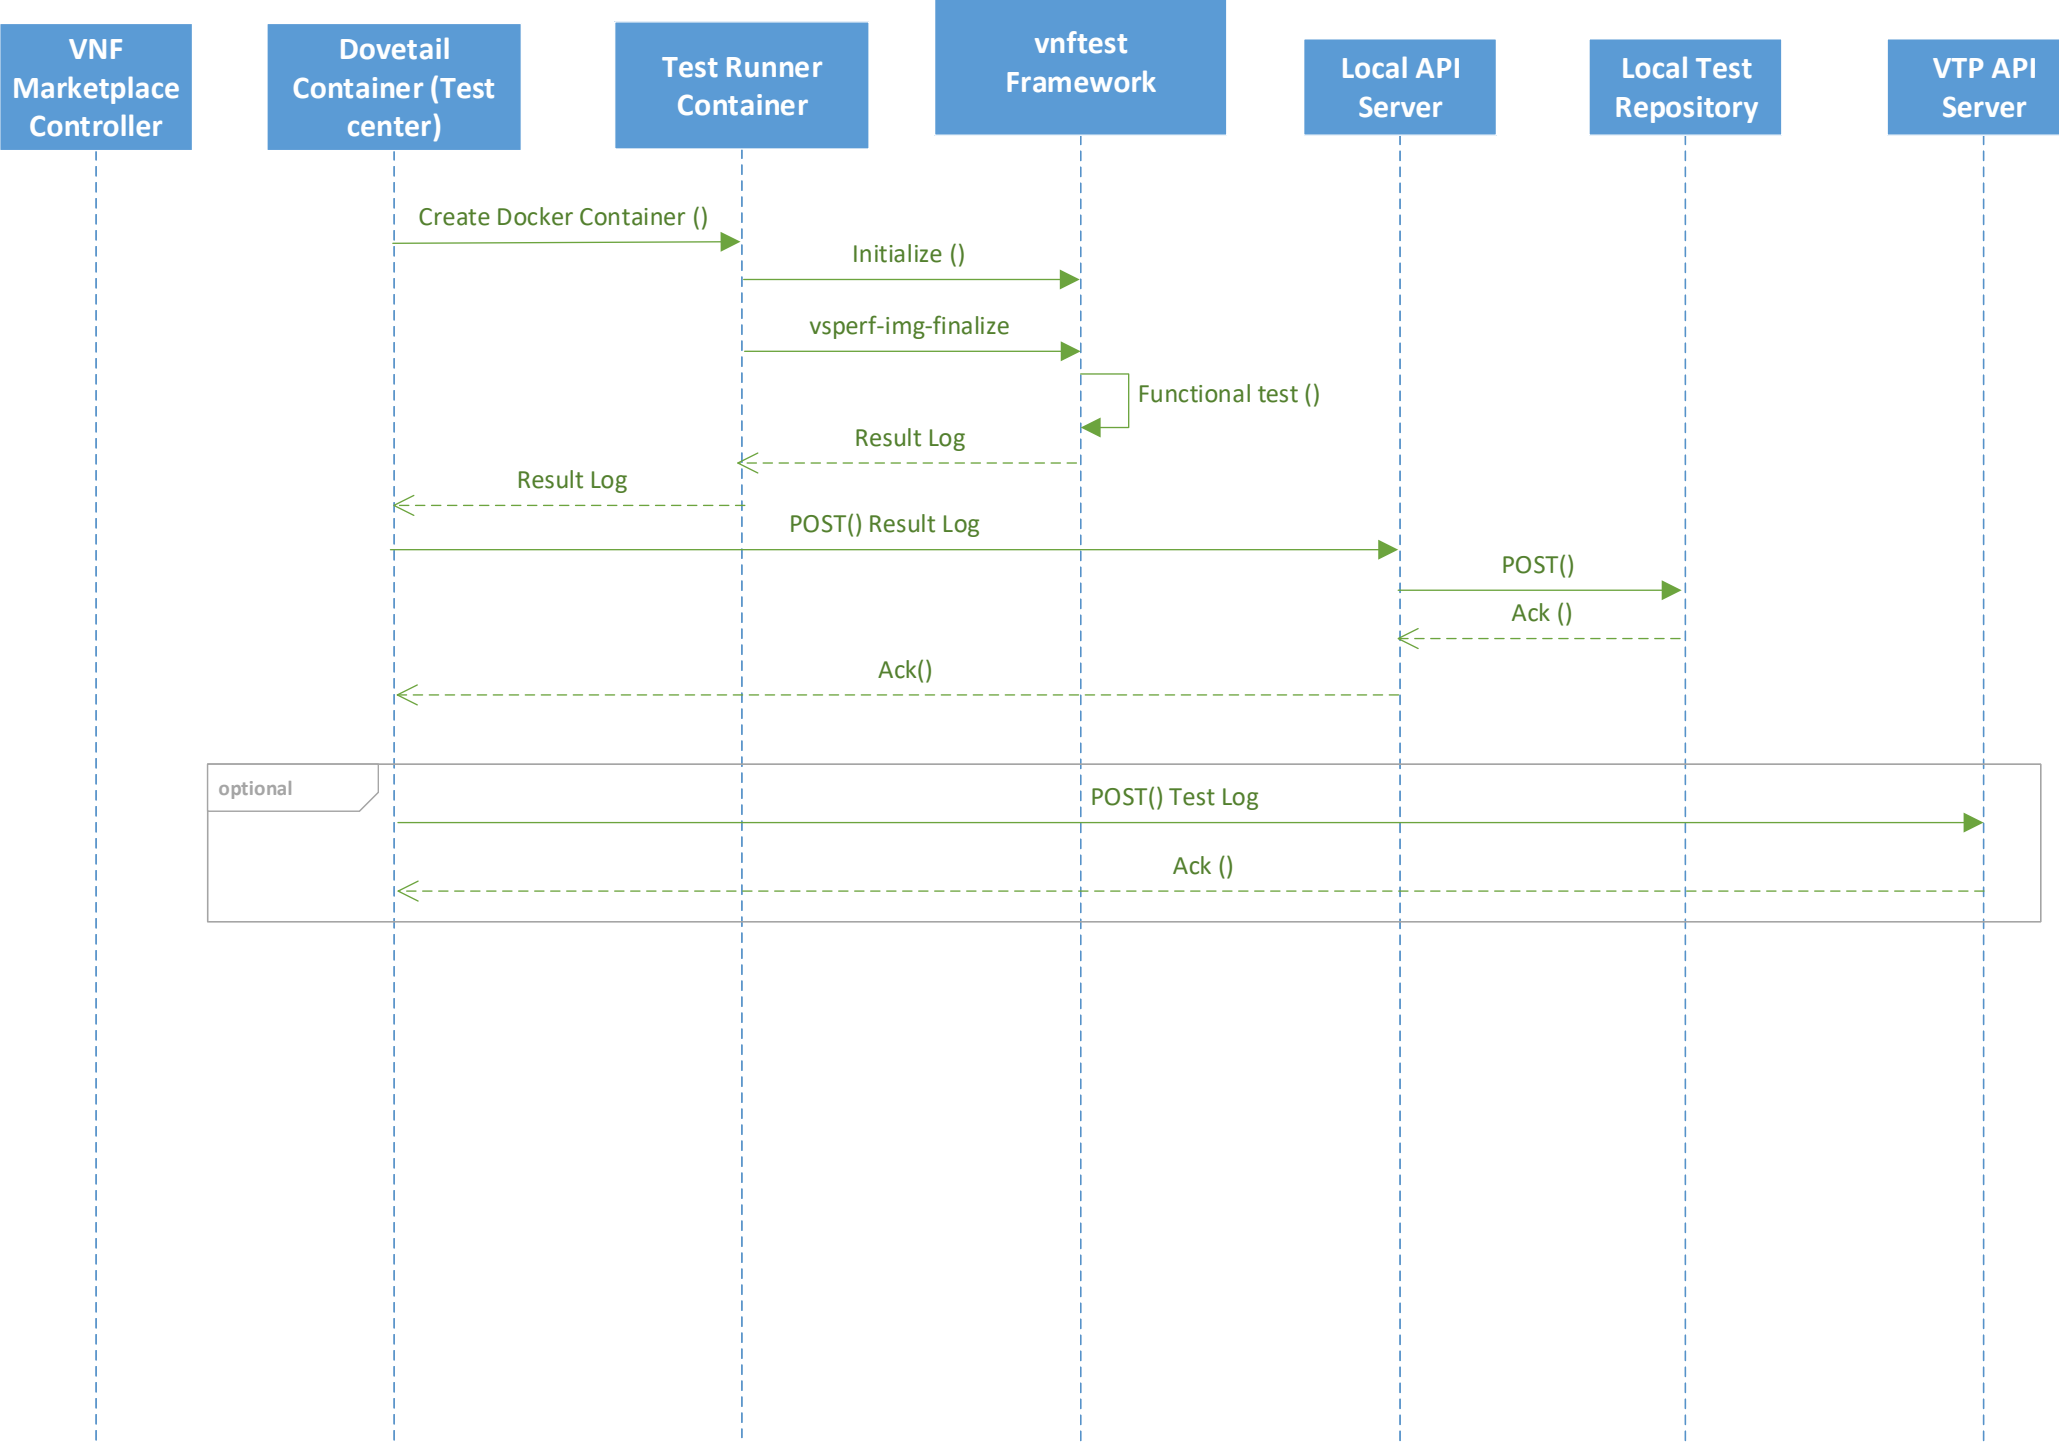 VNF
Marketplace
Controller
Dovetail
Container (Test
center)
Test Runner
Container
vnftest
Framework
Local API
Server
Local Test
Repository
VTP API
Server
Create Docker Container ()
Initialize ()
vsperf-img-finalize
Functional test ()
Result Log
Result Log
POST() Result Log
POST()
Ack ()
Ack()
optional
POST() Test Log
Ack ()